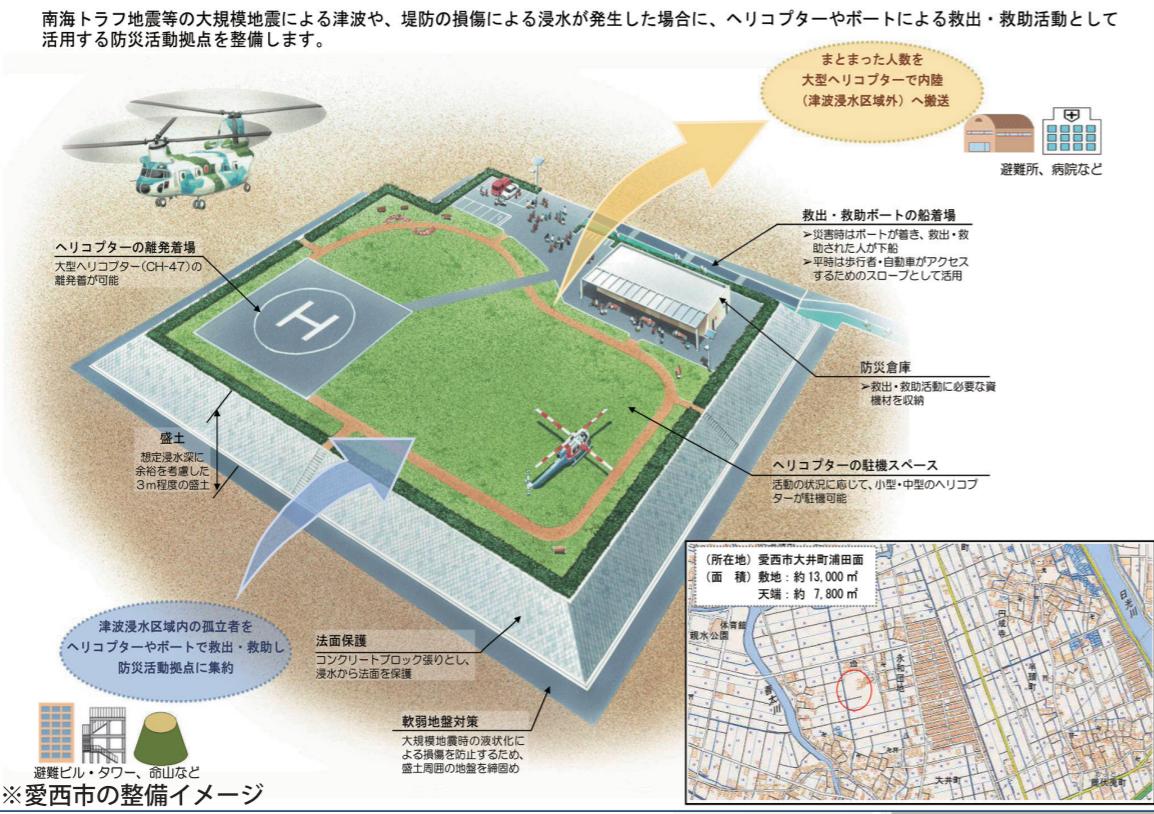 南海トラフ地震等の大規模地震による津波や、堤防の損傷による浸水が発生した場合に、ヘリコプターやボートによる救出・救助活動として
活用する防災活動拠点を整備します。
まとまった人数を
大型ヘリコプターで内陸
（津波浸水区域外）へ搬送
避難所、病院など
救出・救助ボートの船着場
➢災害時はボートが着き、救出・救
助された人が下船
➢平時は歩行者・自動車がアクセス
するためのスロープとして活用
ヘリコプターの離発着場
大型ヘリコプター(CH-47)の
離発着が可能
H
防災倉庫
➢救出・救助活動に必要な資
機材を収納
盛土
想定浸水深に
余裕を考慮した
３ｍ程度の盛土
ヘリコプターの駐機スペース
活動の状況に応じて、小型・中型のヘリコプ
ターが駐機可能
津波浸水区域内の孤立者を
ヘリコプターやボートで救出・救助し
防災活動拠点に集約
法面保護
コンクリートブロック張りとし、
浸水から法面を保護
軟弱地盤対策
大規模地震時の液状化に
よる損傷を防止するため、
盛土周囲の地盤を締固め
避難ビル・タワー、命山など
※愛西市の整備イメージ
（所在地）愛西市大井町浦田面
（面　積）敷地：約 13,000 ㎡
天端：約 7,800 ㎡
体育館
親水公園
永和団地
善太川
日光川
大井町